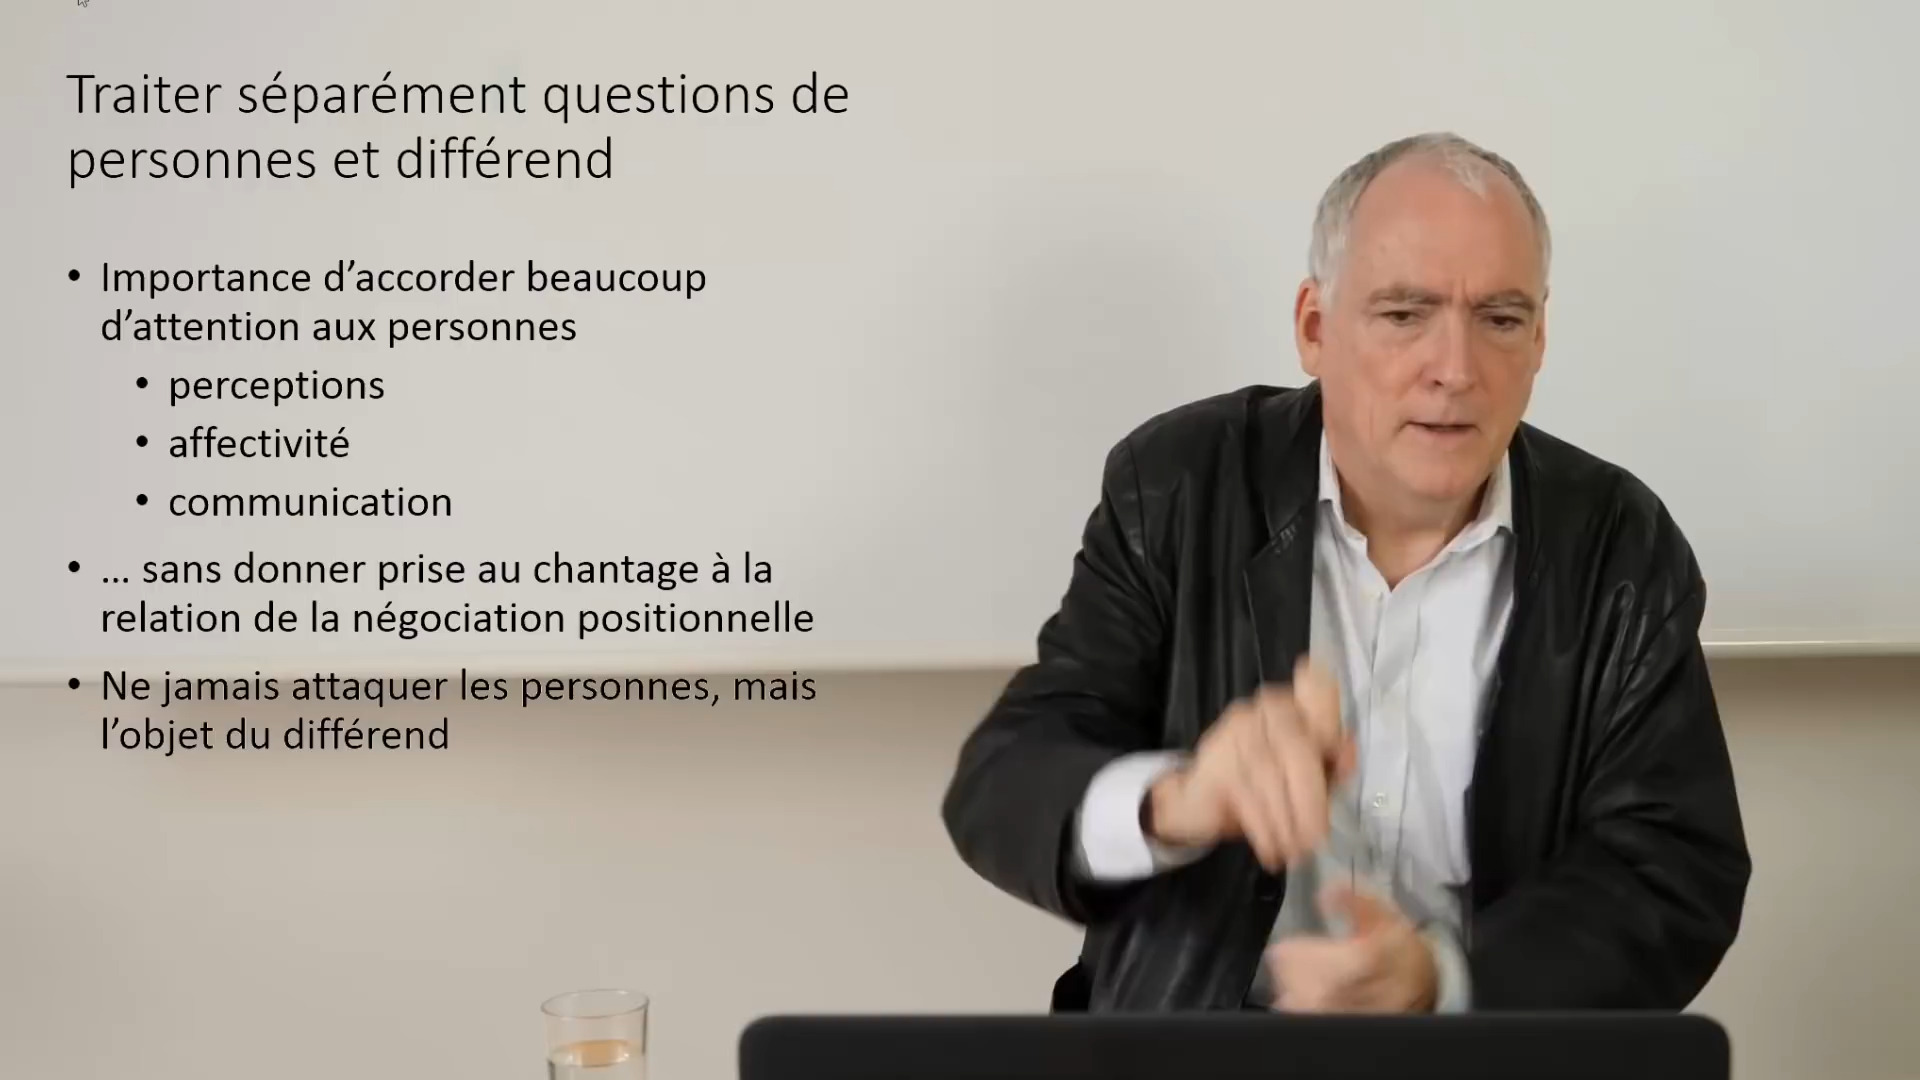 Traiter séparément questions de
personnes et différend
• Importance d’accorder beaucoup
d’attention aux personnes
• perceptions
• affectivité
• communication
• … sans donner prise au chantage à la
relation de la négociation positionnelle
• Ne jamais attaquer les personnes, mais
l’objet du différend